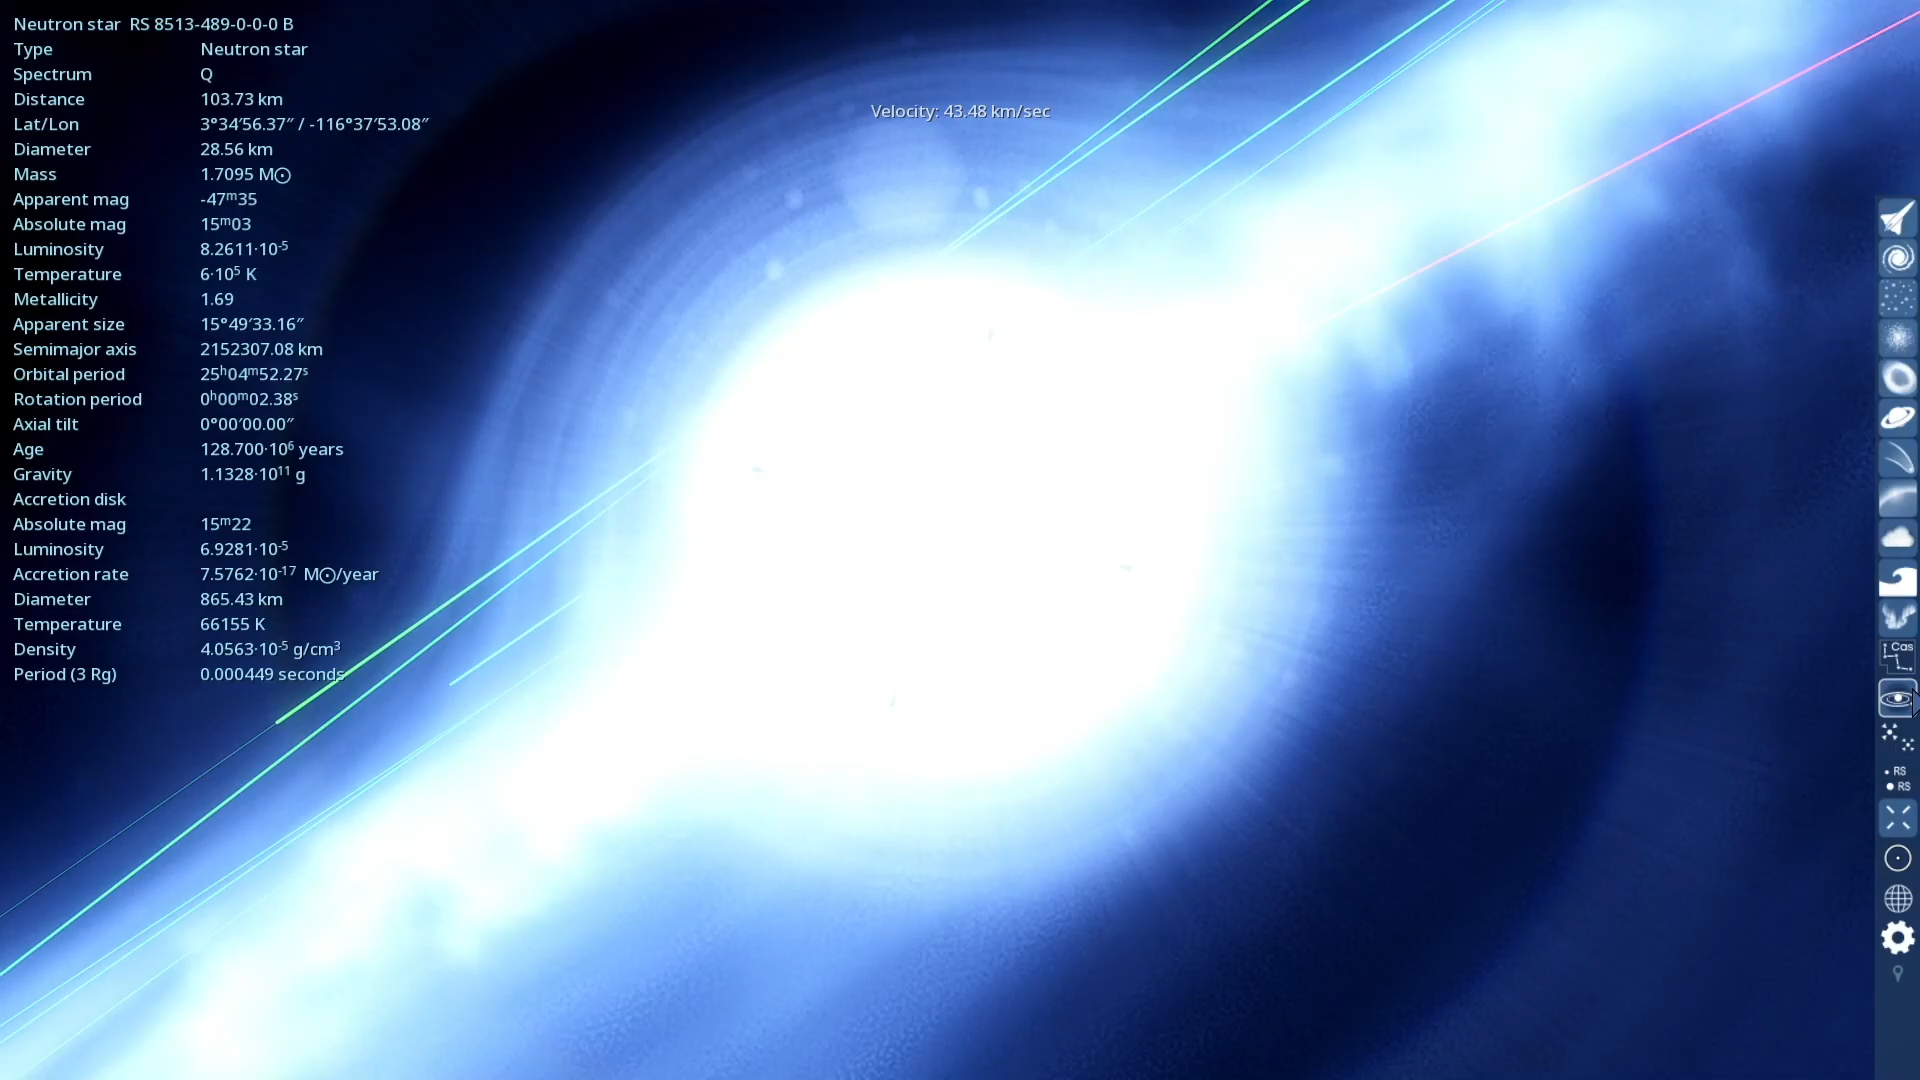 Neutron star RS 8513-489-0-0-0 B
Type Neutron star
Spectrum Q
Distance 103.73 km
Lat/Lon 3°34′56.37″ / -116°37′53.08″
Diameter 28.56 km
Mass 1.7095 M☉
Apparent mag -47ᵐ35
Absolute mag 15ᵐ03
Luminosity 8.2611·10⁻⁵
Temperature 6·10⁵ K
Metallicity 1.69
Apparent size 15°49′33.16″
Semimajor axis 2152307.08 km
Orbital period 25ʰ04ᵐ52.27ˢ
Rotation period 0ʰ00ᵐ02.38ˢ
Axial tilt 0°00′00.00″
Age 128.700·10⁶ years
Gravity 1.1328·10¹¹ g
Accretion disk
Absolute mag 15ᵐ22
Luminosity 6.9281·10⁻⁵
Accretion rate 7.5762·10⁻¹⁷ M☉/year
Diameter 865.43 km
Temperature 66155 K
Density 4.0563·10⁻⁵ g/cm³
Period (3 Rg) 0.000449 seconds
Velocity: 43.48 km/sec
Cas
RS
RS